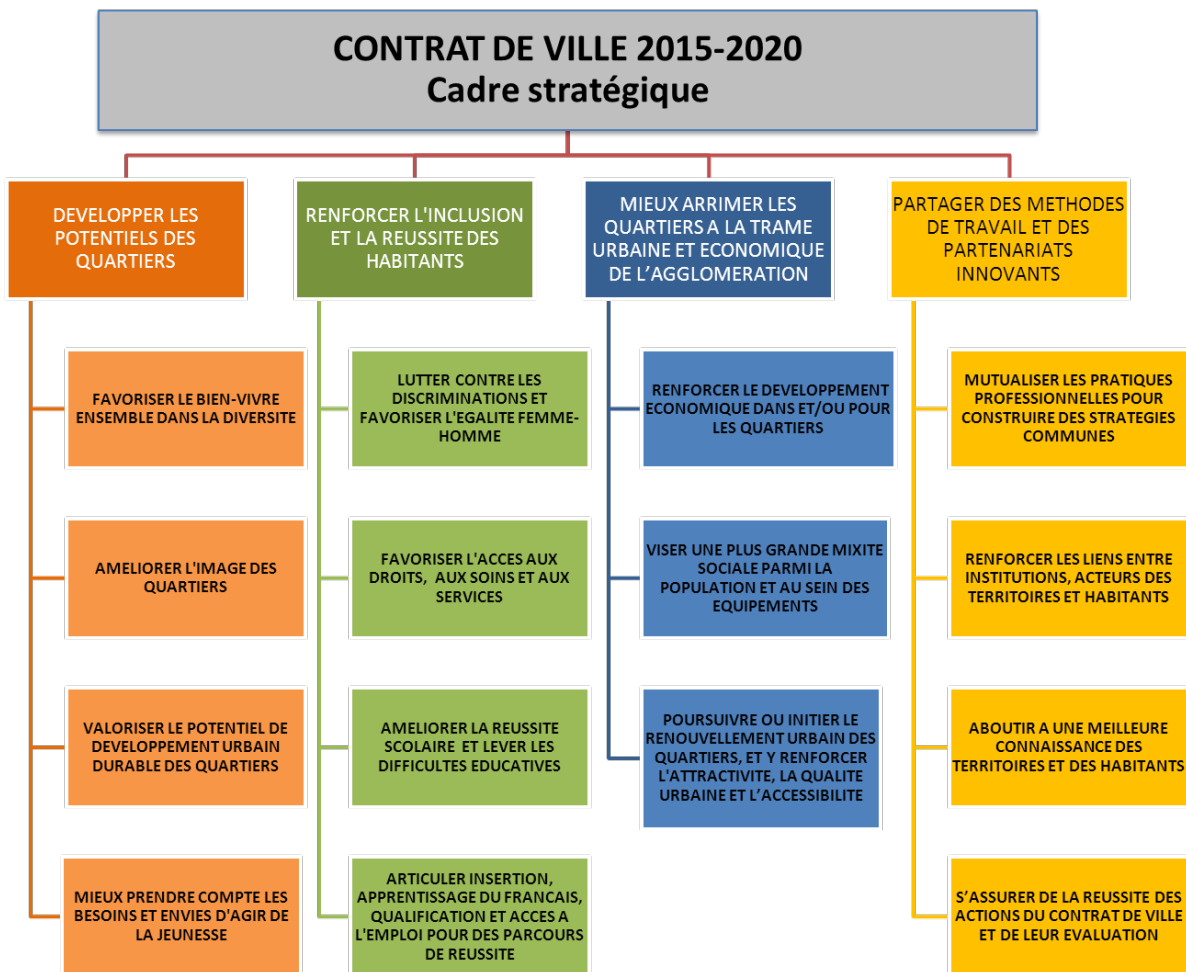 CONTRAT DE VILLE 2015-2020
Cadre stratégique
DEVELOPPER LES
POTENTIELS DES
QUARTIERS
FAVORISER LE BIEN-VIVRE
ENSEMBLE DANS LA DIVERSITE
AMELIORER L'IMAGE DES
QUARTIERS
VALORISER LE POTENTIEL DE
DEVELOPPEMENT URBAIN
DURABLE DES QUARTIERS
MIEUX PRENDRE COMPTE LES
BESOINS ET ENVIES D'AGIR DE
LA JEUNESSE
RENFORCER L'INCLUSION
ET LA REUSSITE DES
HABITANTS
LUTTER CONTRE LES
DISCRIMINATIONS ET
FAVORISER L'EGALITE FEMME-
HOMME
FAVORISER L'ACCES AUX
DROITS, AUX SOINS ET AUX
SERVICES
AMELIORER LA REUSSITE
SCOLAIRE ET LEVER LES
DIFFICULTES EDUCATIVES
ARTICULER INSERTION,
APPRENTISSAGE DU FRANCAIS,
QUALIFICATION ET ACCES A
L'EMPLOI POUR DES PARCOURS
DE REUSSITE
MIEUX ARRIMER LES
QUARTIERS A LA TRAME
URBAINE ET ECONOMIQUE
DE L’AGGLOMERATION
RENFORCER LE DEVELOPPEMENT
ECONOMIQUE DANS ET/OU POUR
LES QUARTIERS
VISER UNE PLUS GRANDE MIXITE
SOCIALE PARMI LA
POPULATION ET AU SEIN DES
EQUIPEMENTS
POURSUIVRE OU INITIER LE
RENOUVELLEMENT URBAIN DES
QUARTIERS, ET Y RENFORCER
L'ATTRACTIVITE, LA QUALITE
URBAINE ET L’ACCESSIBILITE
PARTAGER DES METHODES
DE TRAVAIL ET DES
PARTENARIATS
INNOVANTS
MUTUALISER LES PRATIQUES
PROFESSIONNELLES POUR
CONSTRUIRE DES STRATEGIES
COMMUNES
RENFORCER LES LIENS ENTRE
INSTITUTIONS, ACTEURS DES
TERRITOIRES ET HABITANTS
ABOUTIR A UNE MEILLEURE
CONNAISSANCE DES
TERRITOIRES ET DES HABITANTS
S’ASSURER DE LA REUSSITE DES
ACTIONS DU CONTRAT DE VILLE
ET DE LEUR EVALUATION